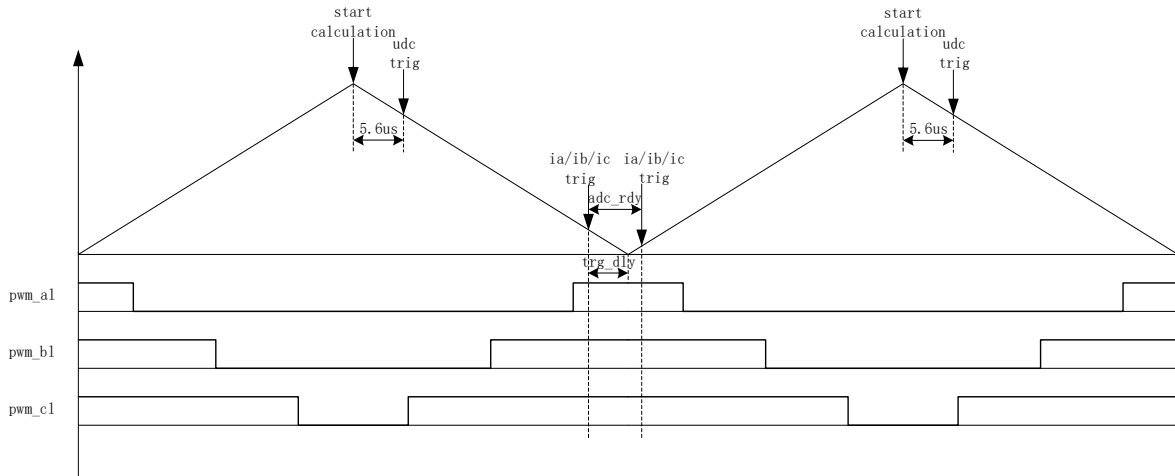 start
calculation
udc
trig
5.6us
ia/ib/ic
trig
ia/ib/ic
trig
adc_rdy
trg_dly
start
calculation
udc
trig
5.6us
pwm_al
pwm_bl
pwm_cl